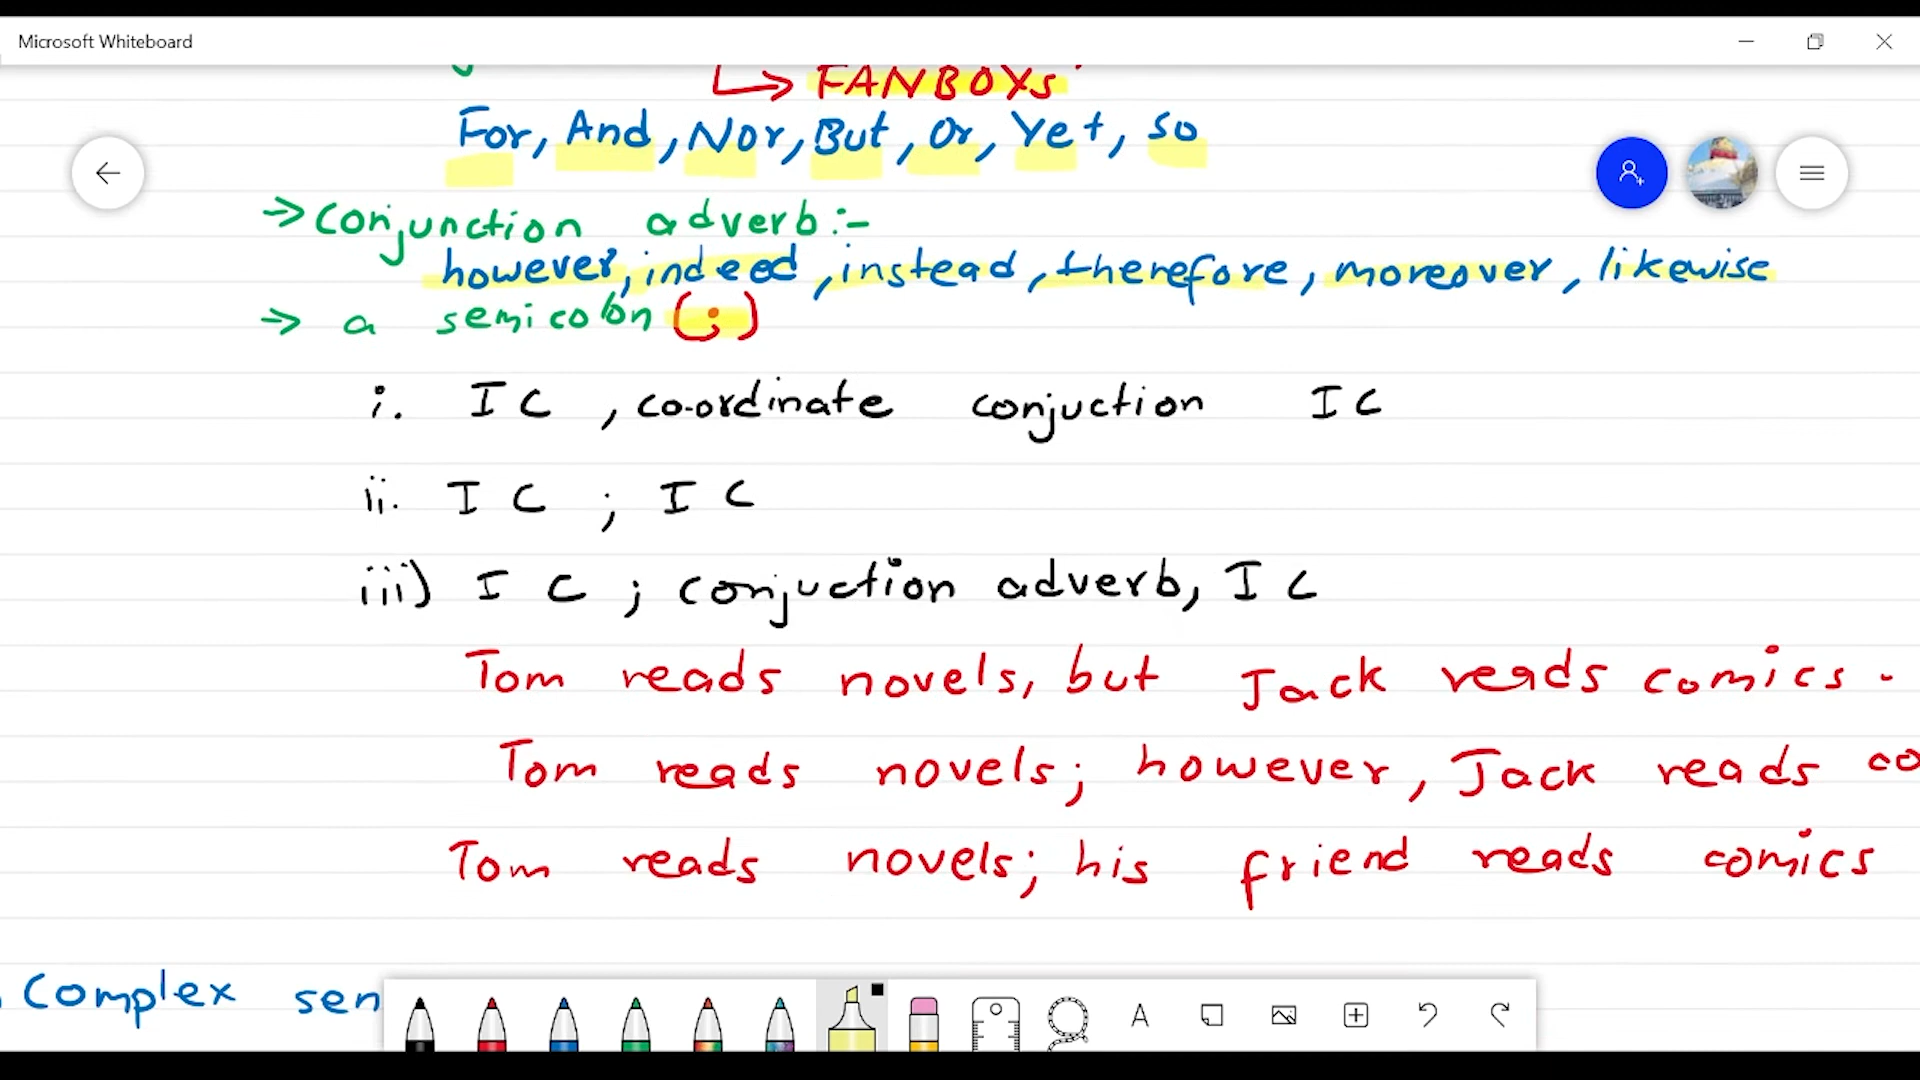 Microsoft Whiteboard
FANBOYS
For, And, Nor, But, Or, Yet, So
→ conjunction adverb :-
however, indeed, instead, therefore, moreover, likewise
→ a semicolon (;)
i. IC, co-ordinate conjuction IC
ii. IC ; IC
iii) IC ; conjuction adverb, IC
Tom reads novels, but Jack reads comics.
Tom reads novels; however, Jack reads co
Tom reads novels; his friend reads comics
Complex sen